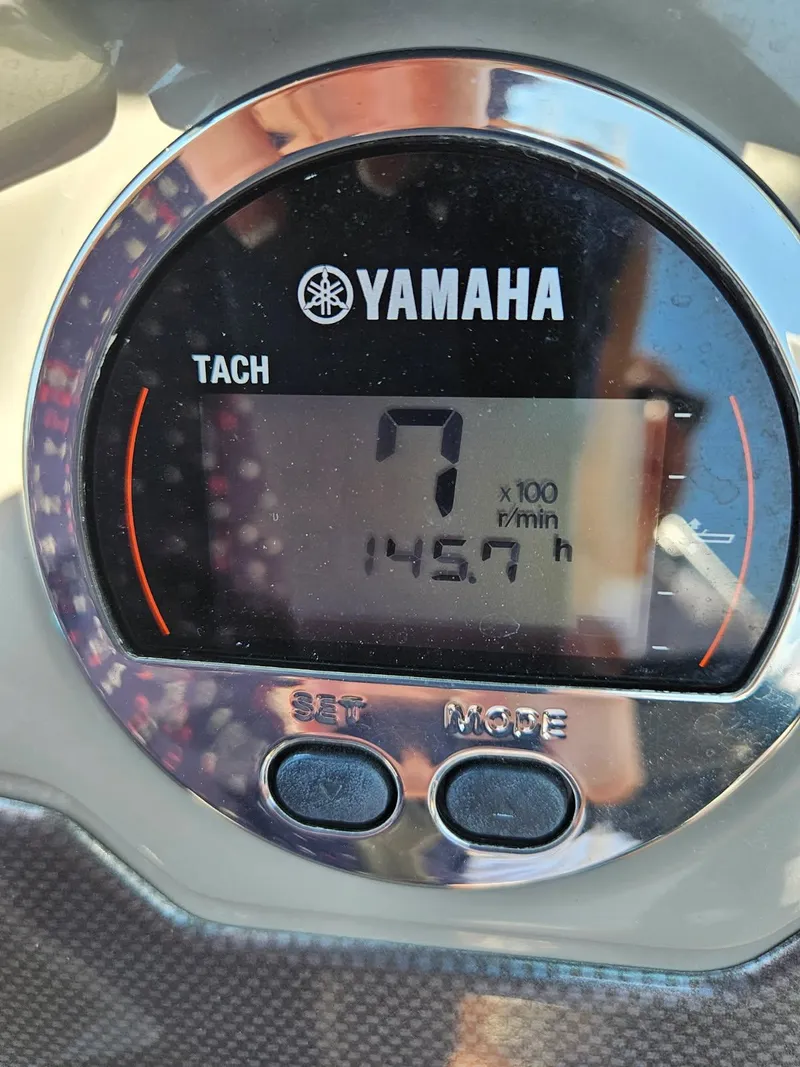 YAMAHA
TACH
7
x100
r/min
145.7 h
SET
MODE